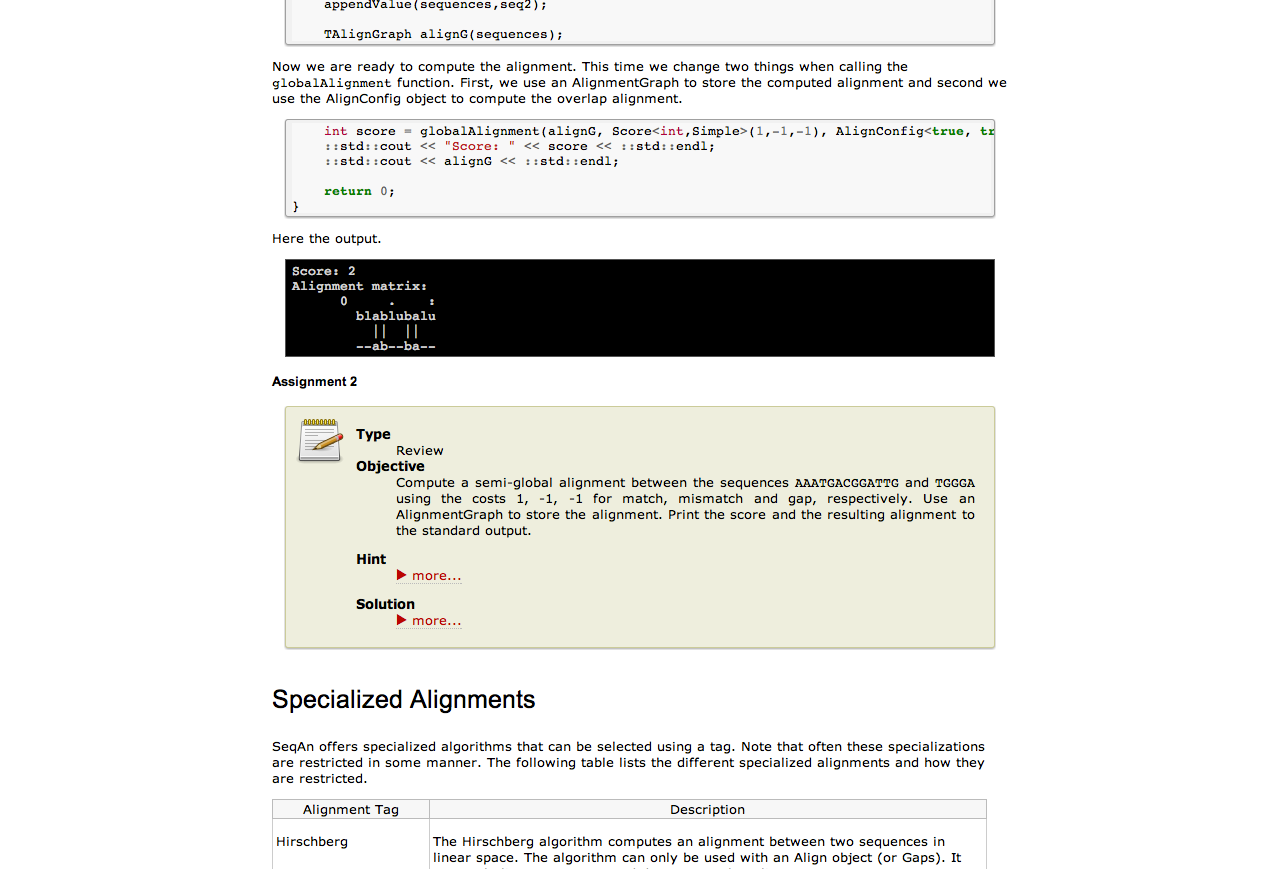 appendValue(sequences,seq2);
TAlignGraph alignG(sequences);
Now we are ready to compute the alignment. This time we change two things when calling the
globalAlignment function. First, we use an AlignmentGraph to store the computed alignment and second we
use the AlignConfig object to compute the overlap alignment.
int score = globalAlignment(alignG, Score<int,Simple>(1,-1,-1), AlignConfig<true, tr
::std::cout << "Score: " << score << ::std::endl;
::std::cout << alignG << ::std::endl;
return 0;
}
Here the output.
Score: 2
Alignment matrix:
0     .    :
blablubalu
||  ||
--ab--ba--
Assignment 2
Type
Review
Objective
Compute a semi-global alignment between the sequences AAATGACGGATTG and TGGGA
using the costs 1, -1, -1 for match, mismatch and gap, respectively. Use an
AlignmentGraph to store the alignment. Print the score and the resulting alignment to
the standard output.
Hint
▶ more...
Solution
▶ more...
Specialized Alignments
SeqAn offers specialized algorithms that can be selected using a tag. Note that often these specializations
are restricted in some manner. The following table lists the different specialized alignments and how they
are restricted.
Alignment Tag Description
Hirschberg The Hirschberg algorithm computes an alignment between two sequences in
linear space. The algorithm can only be used with an Align object (or Gaps). It